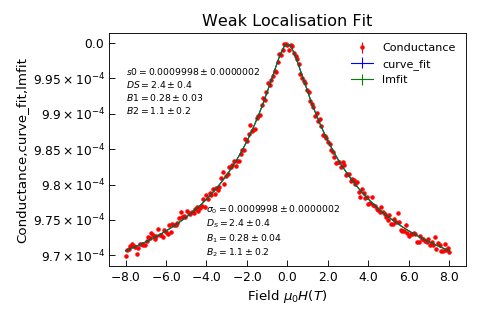 Weak Localisation Fit
Conductance,curve_fit,lmfit
0.0
9.95 × 10⁻⁴
9.9 × 10⁻⁴
9.85 × 10⁻⁴
9.8 × 10⁻⁴
9.75 × 10⁻⁴
9.7 × 10⁻⁴
s0 = 0.0009998 ± 0.0000002
DS = 2.4 ± 0.4
B1 = 0.28 ± 0.03
B2 = 1.1 ± 0.2
Conductance
curve_fit
lmfit
σ₀ = 0.0009998 ± 0.0000002
D_S = 2.4 ± 0.4
B₁ = 0.28 ± 0.04
B₂ = 1.1 ± 0.2
−8.0 −6.0 −4.0 −2.0 0.0 2.0 4.0 6.0 8.0
Field μ₀H(T)